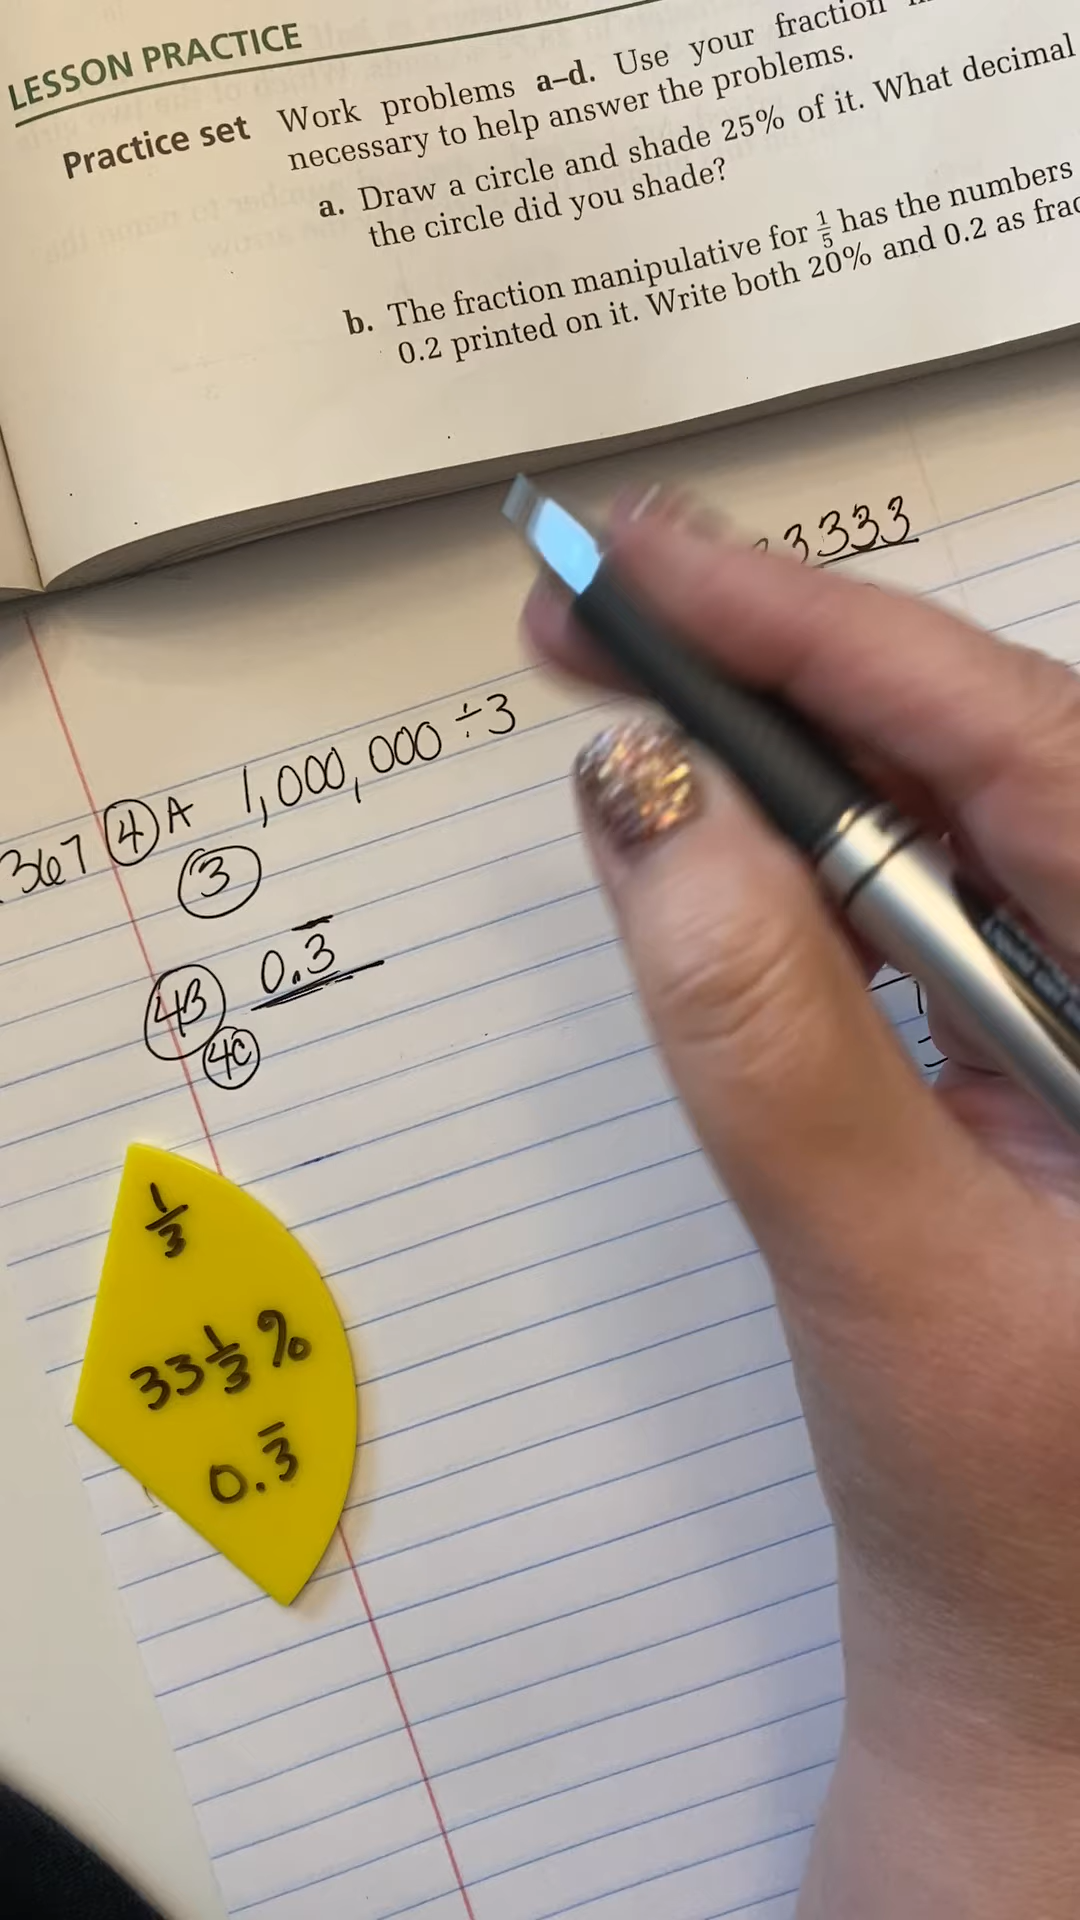 LESSON PRACTICE
Practice set
Work problems a–d. Use your fraction
necessary to help answer the problems.
a. Draw a circle and shade 25% of it. What decimal
the circle did you shade?
b. The fraction manipulative for 1/5 has the numbers
0.2 printed on it. Write both 20% and 0.2 as
3333
367 4 A 1,000,000 ÷ 3
3
4B 0.3̅
4C
1/3
33 1/3 %
0.3̅